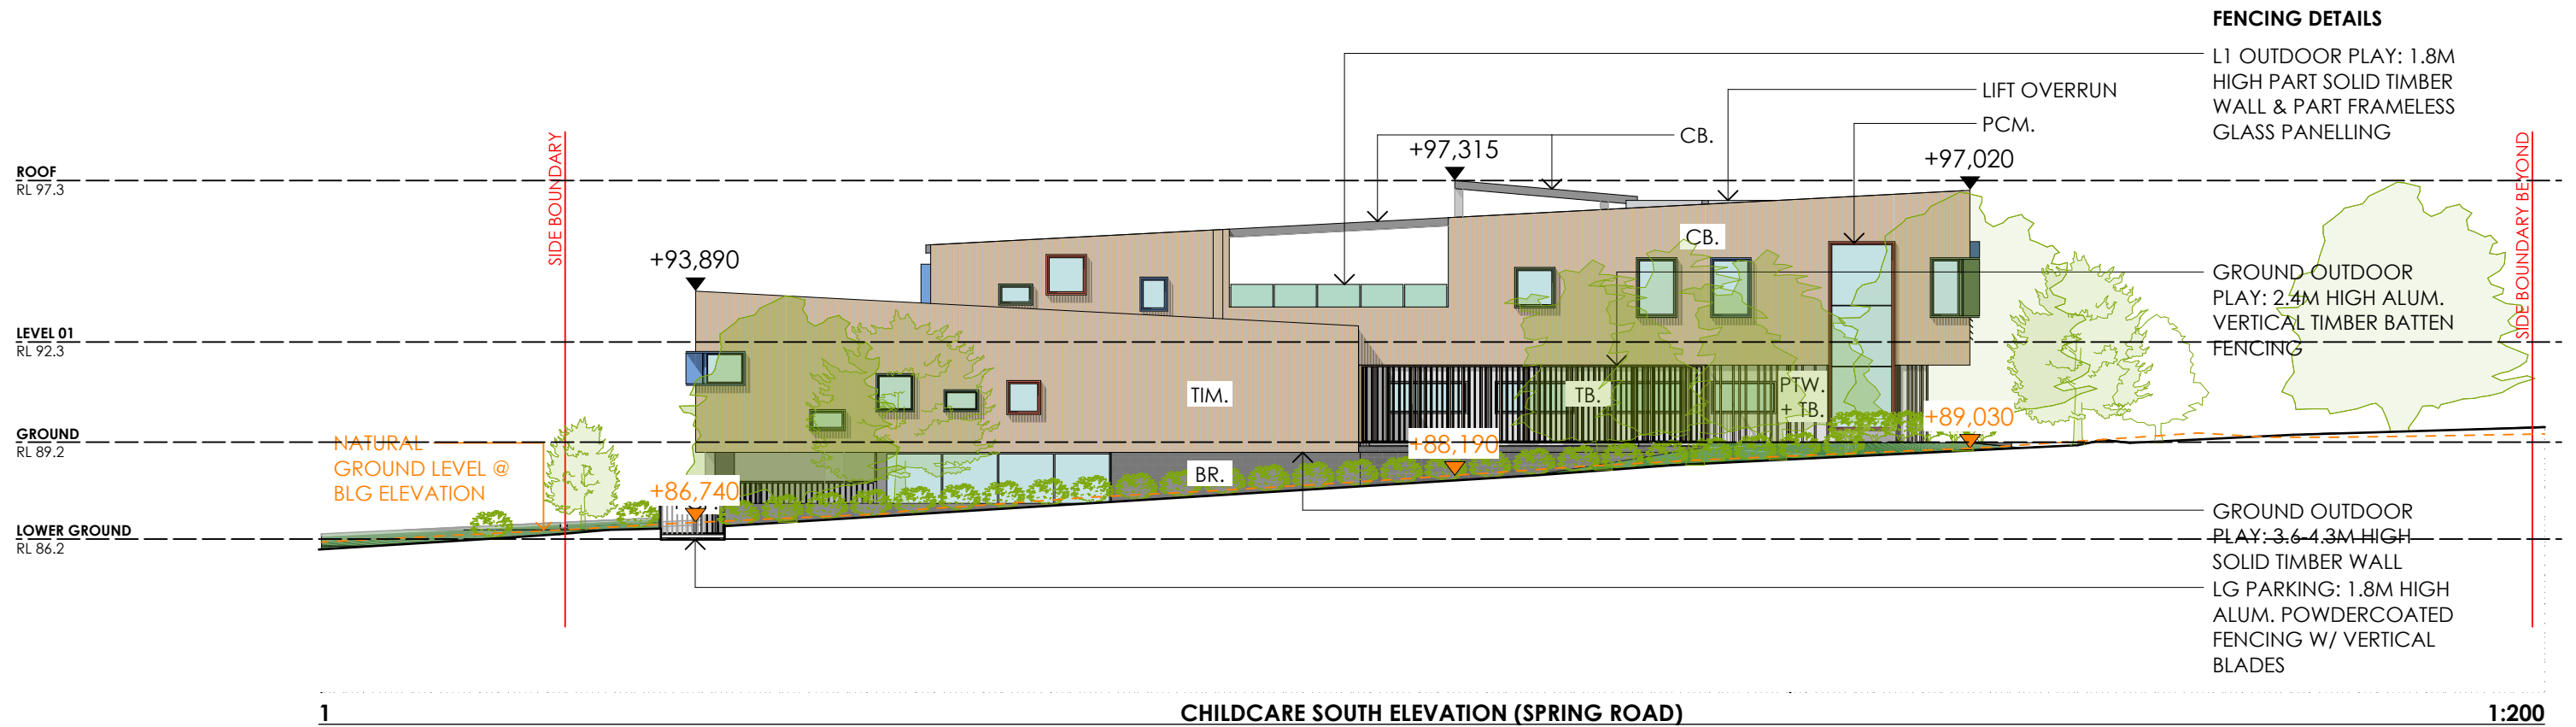 FENCING DETAILS
L1 OUTDOOR PLAY: 1.8M
HIGH PART SOLID TIMBER
WALL & PART FRAMELESS
GLASS PANELLING
LIFT OVERRUN
PCM.
CB.
+97,315
+97,020
ROOF
RL 97.3
SIDE BOUNDARY
SIDE BOUNDARY BEYOND
CB.
+93,890
GROUND OUTDOOR
PLAY: 2.4M HIGH ALUM.
VERTICAL TIMBER BATTEN
FENCING
LEVEL 01
RL 92.3
TIM.
TB.
PTW.
+ TB.
+89,030
GROUND
RL 89.2
NATURAL
GROUND LEVEL @
BLG ELEVATION
+88,190
BR.
+86,740
GROUND OUTDOOR
PLAY: 3.6-4.3M HIGH
SOLID TIMBER WALL
LOWER GROUND
RL 86.2
LG PARKING: 1.8M HIGH
ALUM. POWDERCOATED
FENCING W/ VERTICAL
BLADES
1
CHILDCARE SOUTH ELEVATION (SPRING ROAD)
1:200